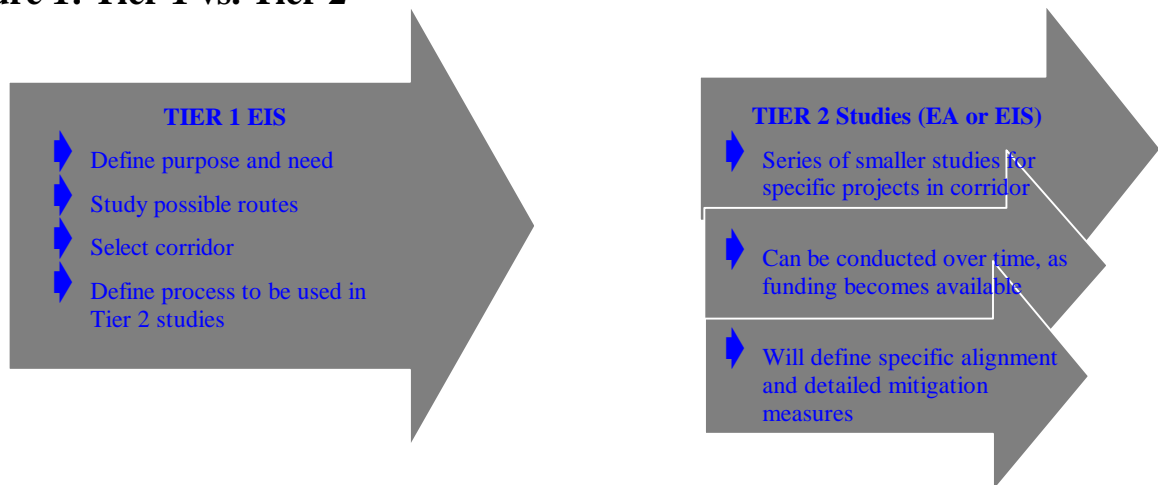 Tier 1 vs. Tier 2
TIER 1 EIS
Define purpose and need
Study possible routes
Select corridor
Define process to be used in
Tier 2 studies
TIER 2 Studies (EA or EIS)
Series of smaller studies for
specific projects in corridor
Can be conducted over time, as
funding becomes available
Will define specific alignment
and detailed mitigation
measures